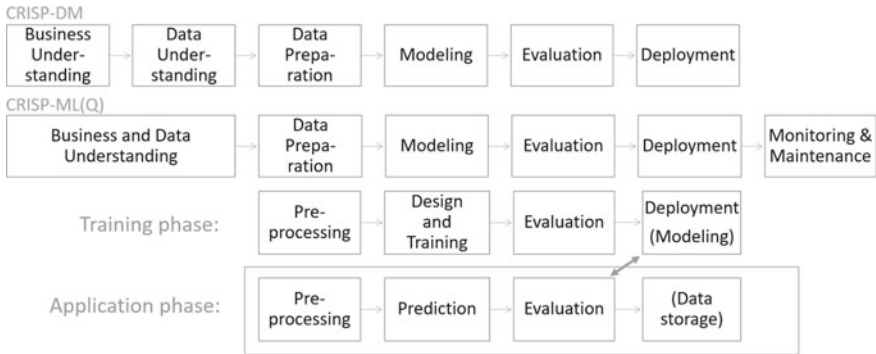 CRISP-DM
Business
Under-
standing
Data
Under-
standing
Data
Prepa-
ration
Modeling
Evaluation
Deployment
CRISP-ML(Q)
Business and Data
Understanding
Data
Prepa-
ration
Modeling
Evaluation
Deployment
Monitoring &
Maintenance
Training phase:
Pre-
processing
Design
and
Training
Evaluation
Deployment
(Modeling)
Application phase:
Pre-
processing
Prediction
Evaluation
(Data
storage)